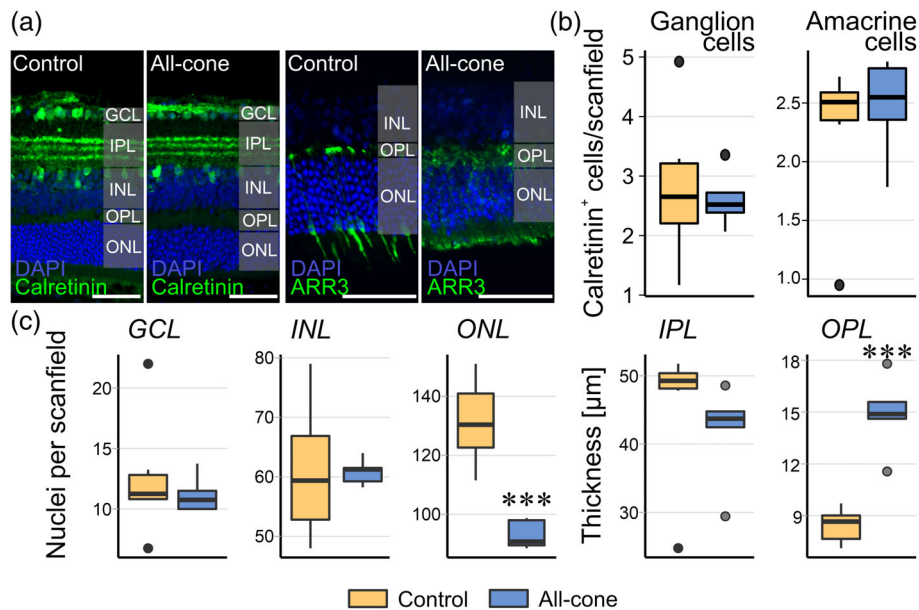 (a)
Control
All-cone
Control
All-cone
GCL
IPL
INL
OPL
ONL
GCL
IPL
INL
OPL
ONL
INL
OPL
ONL
INL
OPL
ONL
DAPI
Calretinin
DAPI
Calretinin
DAPI
ARR3
DAPI
ARR3
(b)
Ganglion
cells
Amacrine
cells
Calretinin+ cells/scanfield
5
4
3
2
1
2.5
2.0
1.5
1.0
(c)
GCL
INL
ONL
IPL
OPL
Nuclei per scanfield
20
15
10
80
70
60
50
140
120
100
***
Thickness [µm]
50
40
30
18
15
12
9
***
Control
All-cone